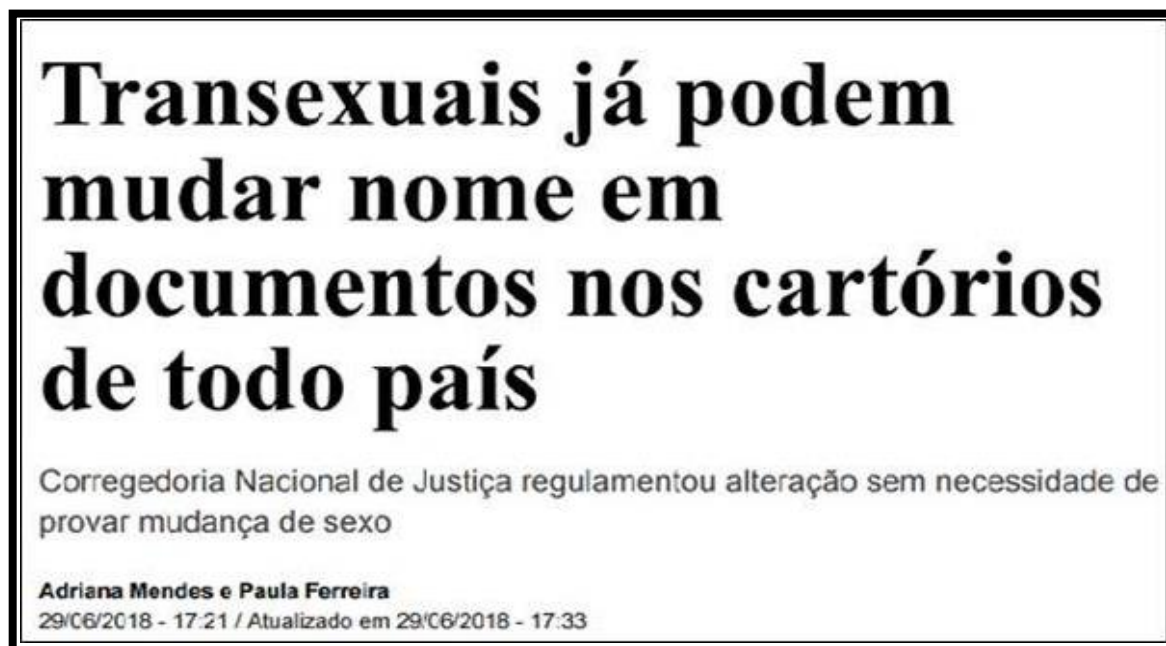 Transexuais já podem
mudar nome em
documentos nos cartórios
de todo país
Corregedoria Nacional de Justiça regulamentou alteração sem necessidade de
provar mudança de sexo
Adriana Mendes e Paula Ferreira
29/06/2018 - 17:21 / Atualizado em 29/06/2018 - 17:33